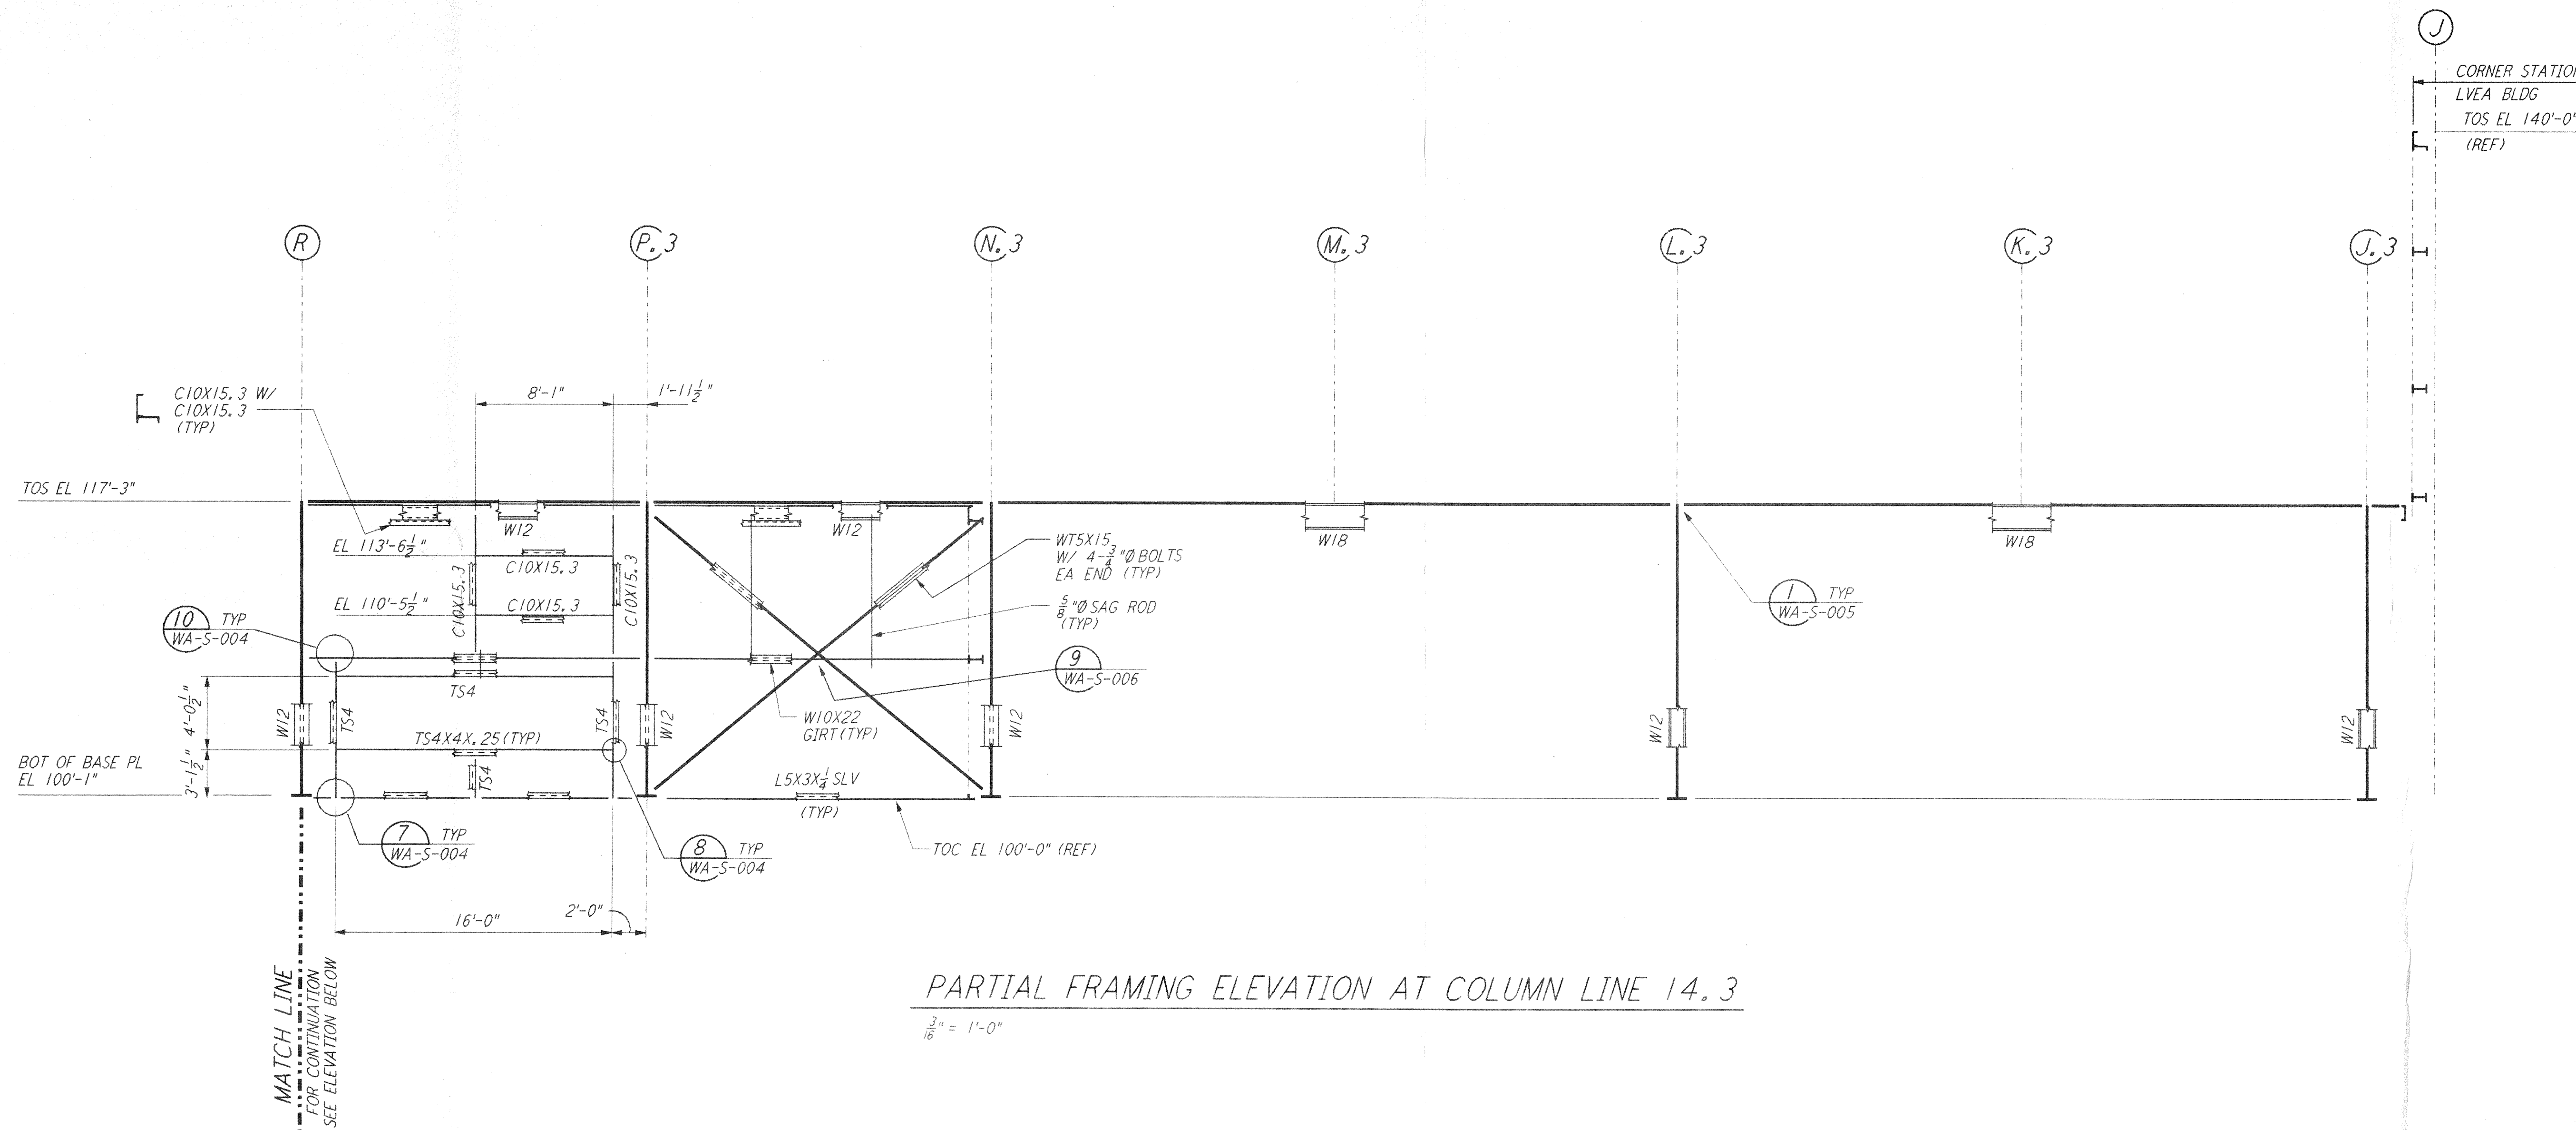 J
CORNER STATION
LVEA BLDG
TOS EL 140'-0"
(REF)
R
P.3
N.3
M.3
L.3
K.3
J.3
C10X15.3 W/
C10X15.3
(TYP)
8'-1"
1'-11½"
TOS EL 117'-3"
W12
W12
W18
W18
EL 113'-6½"
C10X15.3
EL 110'-5½"
C10X15.3
C10X15.3
C10X15.3
WT5X15
W/ 4-¾"Ø BOLTS
EA END (TYP)
⅝"Ø SAG ROD
(TYP)
1 TYP
WA-S-005
10 TYP
WA-S-004
9
WA-S-006
TS4
4'-0½"
W12
TS4
TS4
W12
W10X22
GIRT (TYP)
W12
W12
W12
TS4X4X.25 (TYP)
BOT OF BASE PL
EL 100'-1"
3'-1½"
TS4
L5X3X¼ SLV
(TYP)
7 TYP
WA-S-004
8 TYP
WA-S-004
TOC EL 100'-0" (REF)
16'-0"
2'-0"
MATCH LINE
FOR CONTINUATION
SEE ELEVATION BELOW
PARTIAL FRAMING ELEVATION AT COLUMN LINE 14.3
3/16" = 1'-0"